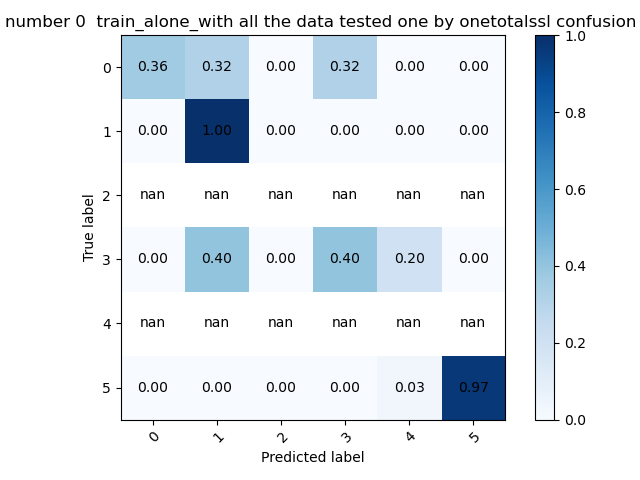 number 0  train_alone_with all the data tested one by onetotalssl confusion
0 0.36 0.32 0.00 0.32 0.00 0.00
1 0.00 1.00 0.00 0.00 0.00 0.00
2 nan nan nan nan nan nan
3 0.00 0.40 0.00 0.40 0.20 0.00
4 nan nan nan nan nan nan
5 0.00 0.00 0.00 0.00 0.03 0.97
0 1 2 3 4 5
Predicted label
True label
1.0
0.8
0.6
0.4
0.2
0.0